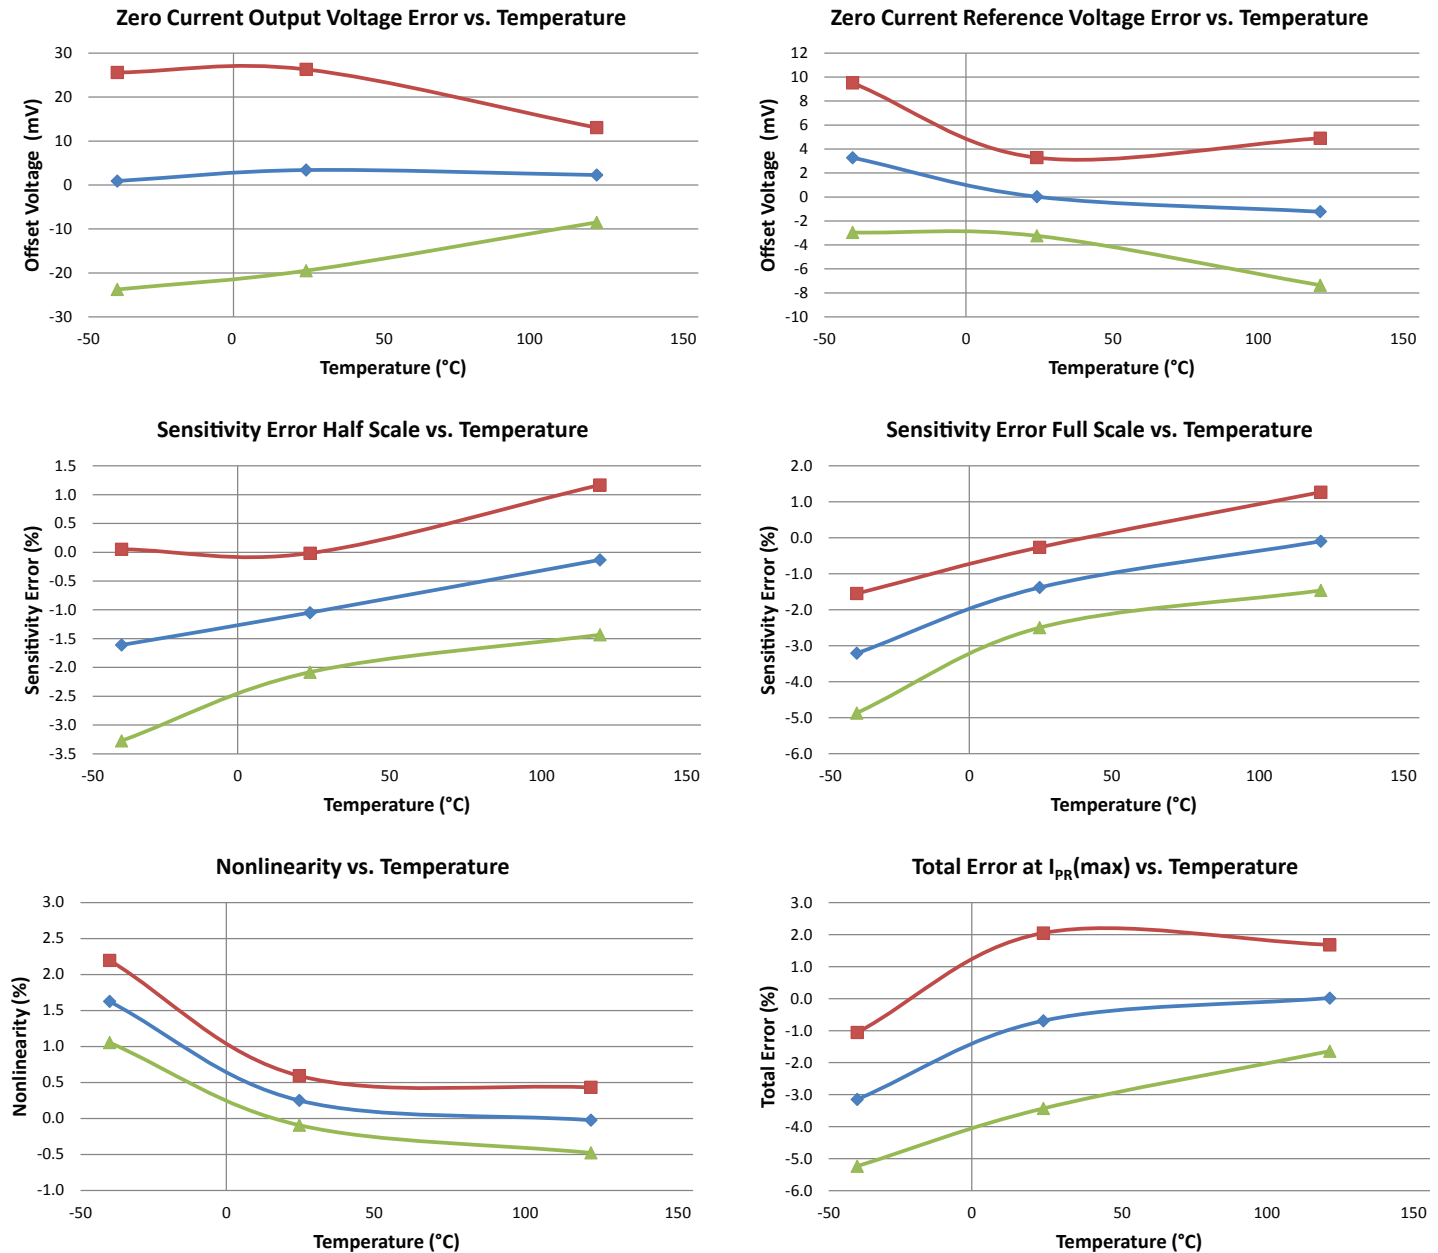 Zero Current Output Voltage Error vs. Temperature
30
20
10
0
-10
-20
-30
Offset Voltage (mV)
-50 0 50 100 150
Temperature (°C)
Zero Current Reference Voltage Error vs. Temperature
12
10
8
6
4
2
0
-2
-4
-6
-8
-10
Offset Voltage (mV)
-50 0 50 100 150
Temperature (°C)
Sensitivity Error Half Scale vs. Temperature
1.5
1.0
0.5
0.0
-0.5
-1.0
-1.5
-2.0
-2.5
-3.0
-3.5
Sensitivity Error (%)
-50 0 50 100 150
Temperature (°C)
Sensitivity Error Full Scale vs. Temperature
2.0
1.0
0.0
-1.0
-2.0
-3.0
-4.0
-5.0
-6.0
Sensitivity Error (%)
-50 0 50 100 150
Temperature (°C)
Nonlinearity vs. Temperature
3.0
2.5
2.0
1.5
1.0
0.5
0.0
-0.5
-1.0
Nonlinearity (%)
-50 0 50 100 150
Temperature (°C)
Total Error at IPR(max) vs. Temperature
3.0
2.0
1.0
0.0
-1.0
-2.0
-3.0
-4.0
-5.0
-6.0
Total Error (%)
-50 0 50 100 150
Temperature (°C)